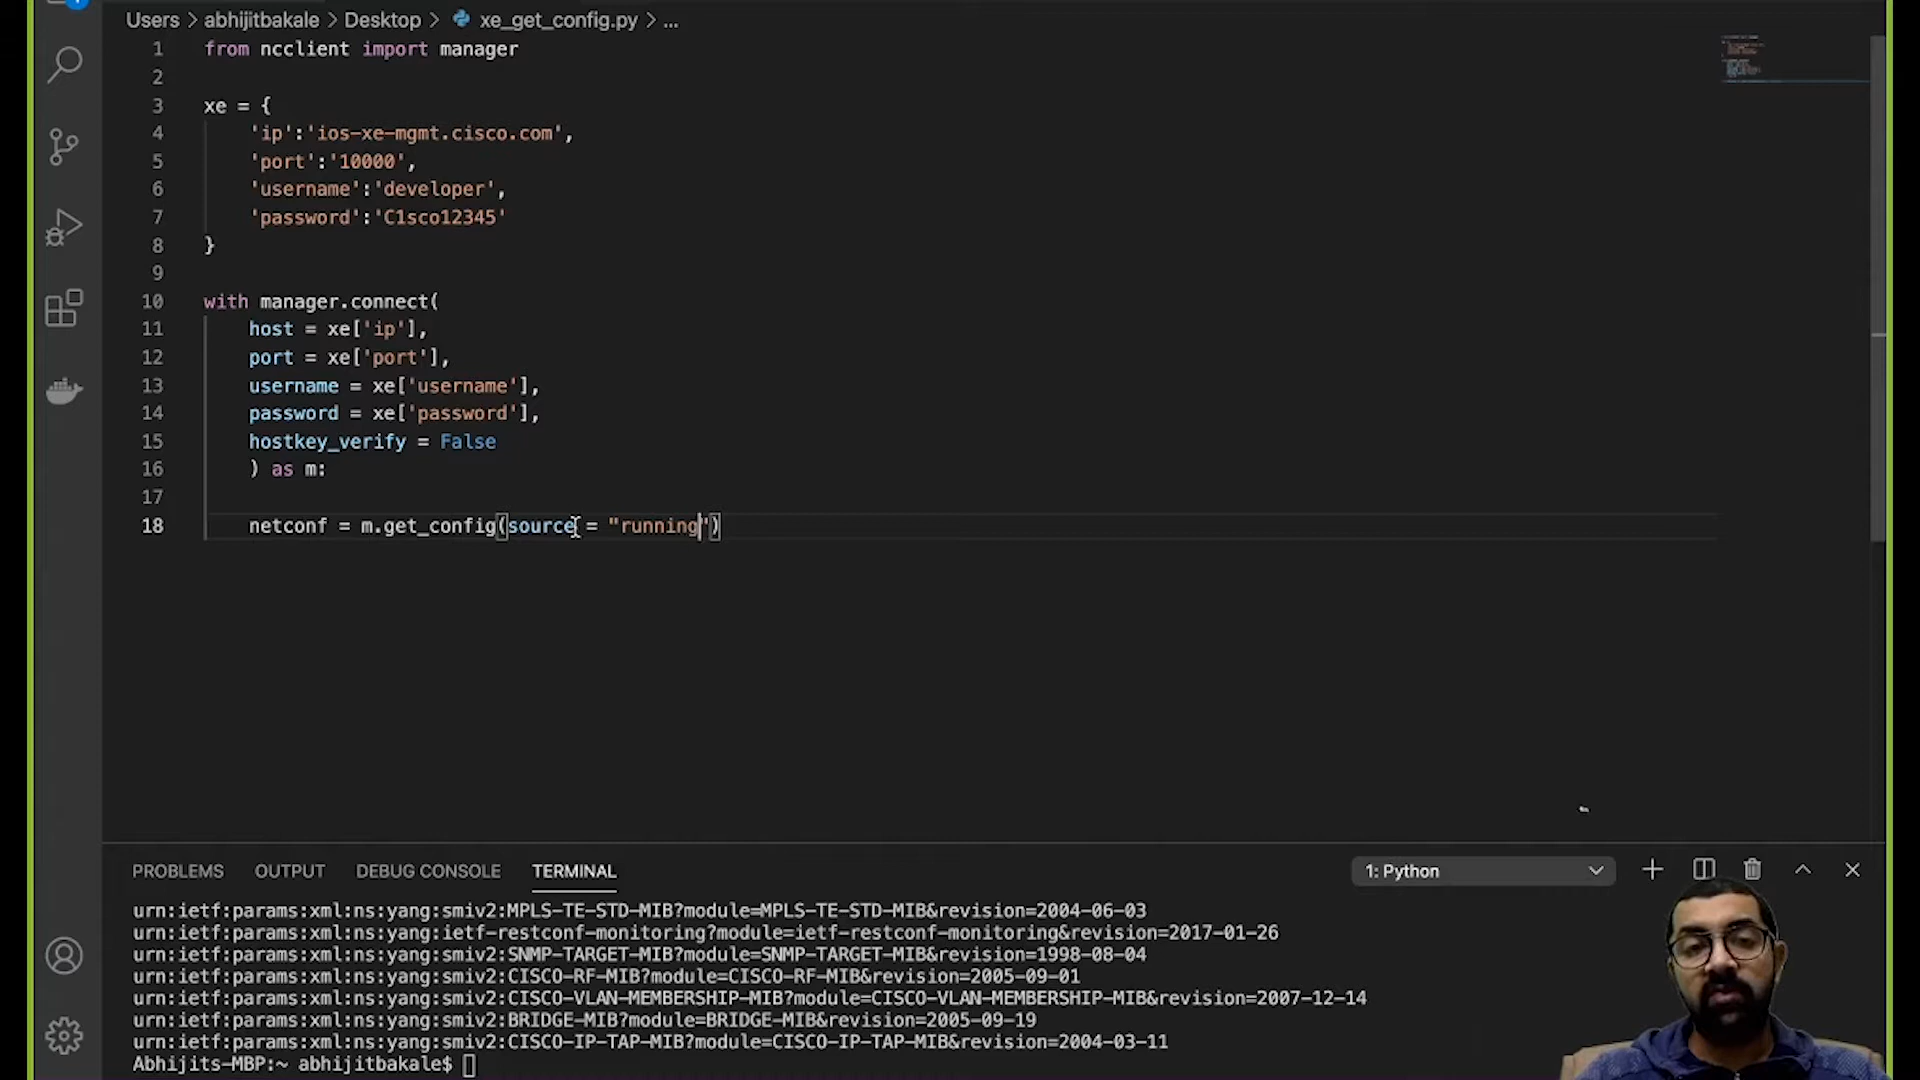 Users > abhijitbakale > Desktop > xe_get_config.py > ...
1 from ncclient import manager
2
3 xe = {
4 'ip':'ios-xe-mgmt.cisco.com',
5 'port':'10000',
6 'username':'developer',
7 'password':'C1sco12345'
8 }
9
10 with manager.connect(
11 host = xe['ip'],
12 port = xe['port'],
13 username = xe['username'],
14 password = xe['password'],
15 hostkey_verify = False
16 ) as m:
17
18 netconf = m.get_config(source = "running")
PROBLEMS OUTPUT DEBUG CONSOLE TERMINAL 1: Python
urn:ietf:params:xml:ns:yang:smiv2:MPLS-TE-STD-MIB?module=MPLS-TE-STD-MIB&revision=2004-06-03
urn:ietf:params:xml:ns:yang:ietf-restconf-monitoring?module=ietf-restconf-monitoring&revision=2017-01-26
urn:ietf:params:xml:ns:yang:smiv2:SNMP-TARGET-MIB?module=SNMP-TARGET-MIB&revision=1998-08-04
urn:ietf:params:xml:ns:yang:smiv2:CISCO-RF-MIB?module=CISCO-RF-MIB&revision=2005-09-01
urn:ietf:params:xml:ns:yang:smiv2:CISCO-VLAN-MEMBERSHIP-MIB?module=CISCO-VLAN-MEMBERSHIP-MIB&revision=2007-12-14
urn:ietf:params:xml:ns:yang:smiv2:BRIDGE-MIB?module=BRIDGE-MIB&revision=2005-09-19
urn:ietf:params:xml:ns:yang:smiv2:CISCO-IP-TAP-MIB?module=CISCO-IP-TAP-MIB&revision=2004-03-11
Abhijits-MBP:~ abhijitbakale$